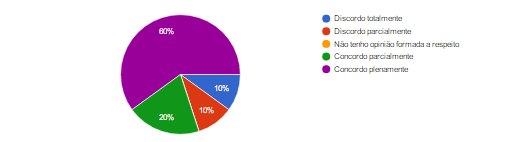 60%
10%
10%
20%
Discordo totalmente
Discordo parcialmente
Não tenho opinião formada a respeito
Concordo parcialmente
Concordo plenamente